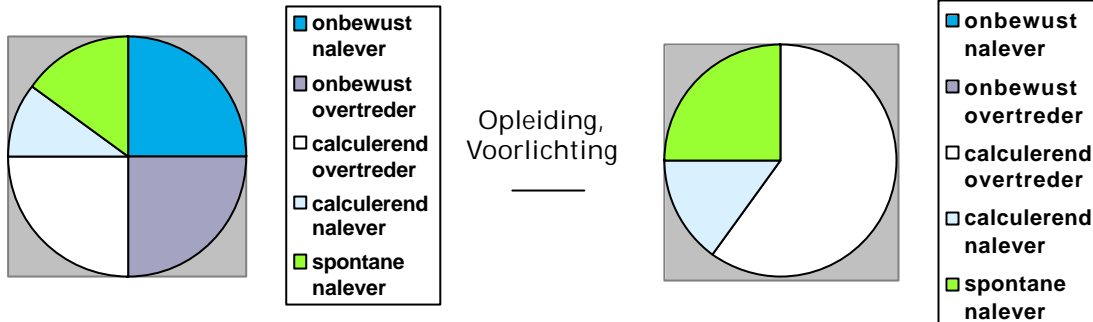 onbewust
nalever
onbewust
overtreder
calculerend
overtreder
calculerend
nalever
spontane
nalever
Opleiding,
Voorlichting
onbewust
nalever
onbewust
overtreder
calculerend
overtreder
calculerend
nalever
spontane
nalever